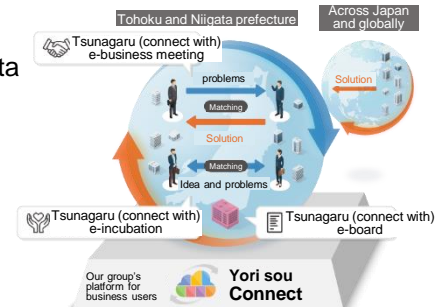 Tohoku and Niigata prefecture
Across Japan
and globally
Tsunagaru (connect with)
e-business meeting
ta
problems
Solution
Matching
Solution
Matching
Idea and problems
Tsunagaru (connect with)
e-incubation
Tsunagaru (connect with)
e-board
Our group's
platform for
business users
Yori sou
Connect